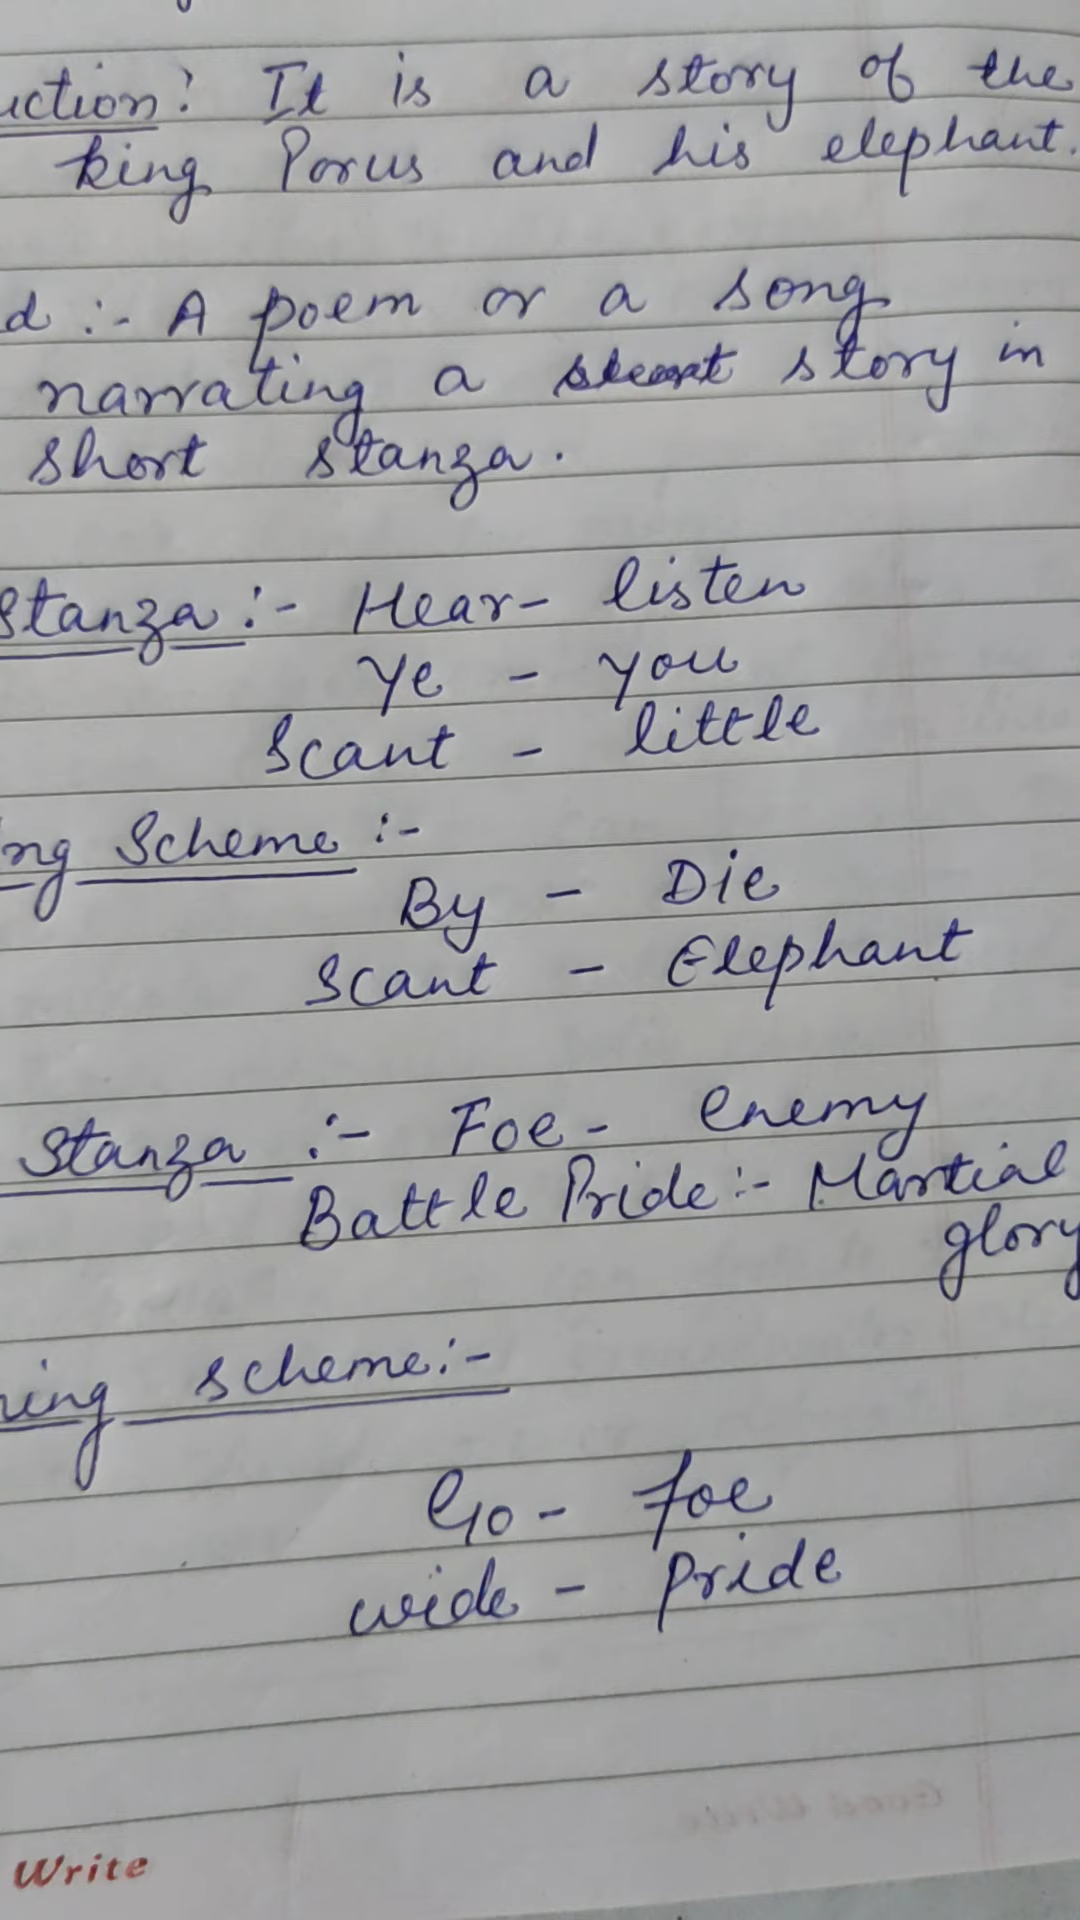 uction: It is a story of the
king Porus and his elephant.
d :- A poem or a song
narrating a story in
short stanza.
Stanza :- Hear - listen
Ye - you
Scant - little
ng Scheme :-
By - Die
Scant - Elephant
Stanza :- Foe - enemy
Battle Pride :- Martial
glory
ing scheme :-
Go - foe
wide - Pride
Write